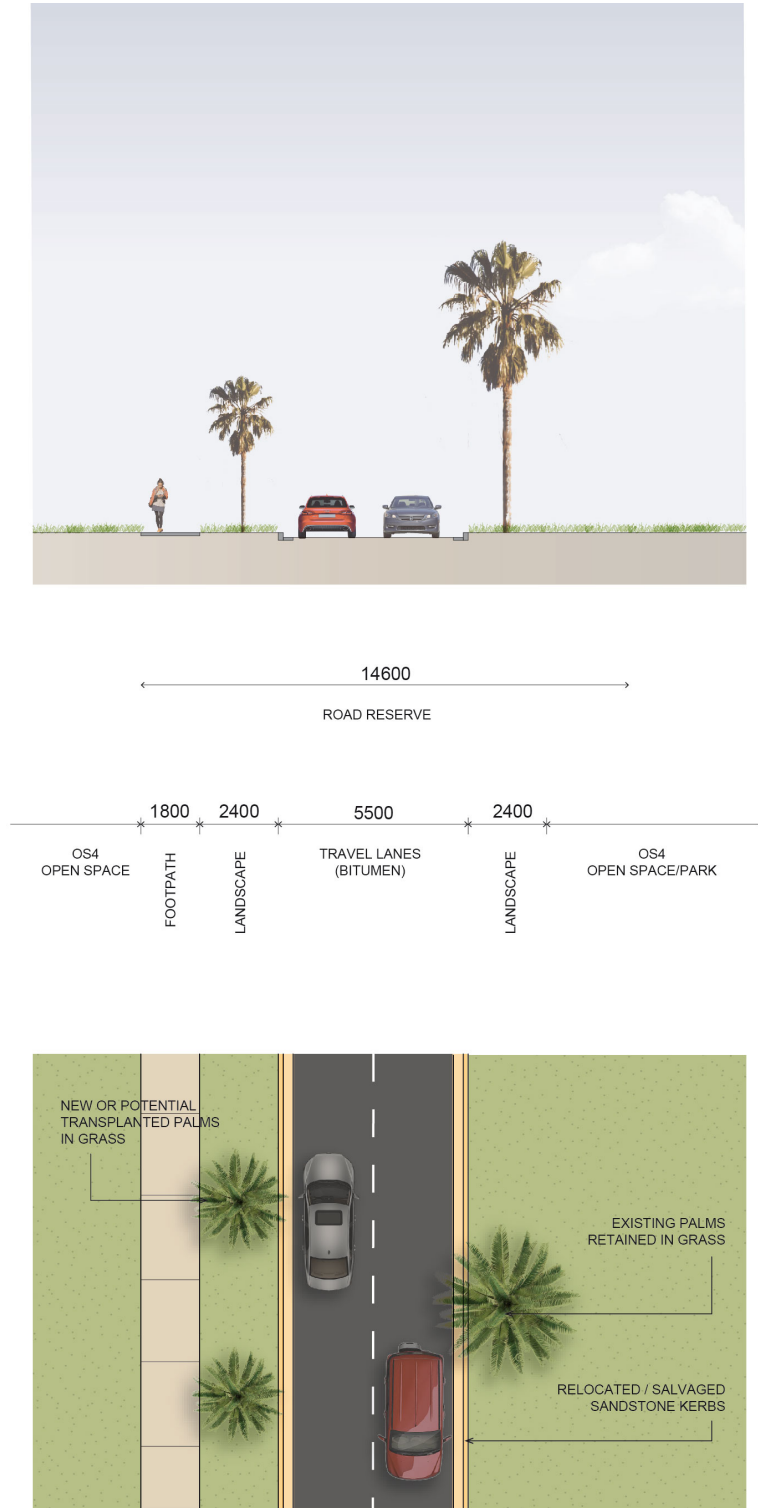 14600
ROAD RESERVE
1800
2400
5500
2400
OS4
OPEN SPACE
FOOTPATH
LANDSCAPE
TRAVEL LANES
(BITUMEN)
LANDSCAPE
OS4
OPEN SPACE/PARK
NEW OR POTENTIAL
TRANSPLANTED PALMS
IN GRASS
EXISTING PALMS
RETAINED IN GRASS
RELOCATED / SALVAGED
SANDSTONE KERBS